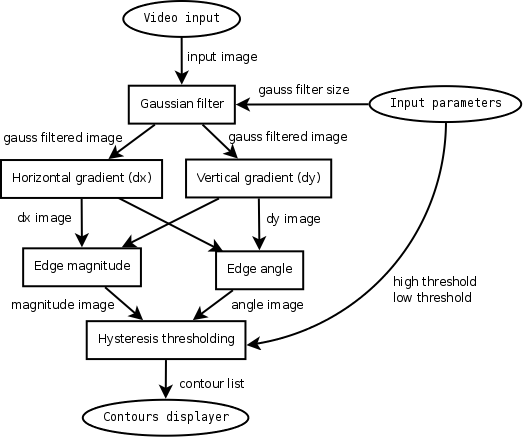 Video input
input image
gauss filter size
Gaussian filter
Input parameters
gauss filtered image
gauss filtered image
Horizontal gradient (dx)
Vertical gradient (dy)
dx image
dy image
Edge magnitude
Edge angle
high threshold
low threshold
magnitude image
angle image
Hysteresis thresholding
contour list
Contours displayer